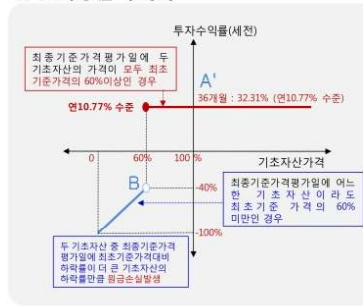 투자수익률(세전)
최종기준가격평가일에 두
기초자산의 가격이 모두 최초
기준가격의 60%이상인 경우
A'
36개월 : 32.31% (연10.77% 수준)
연10.77% 수준
0
60%
100 %
기초자산가격
B
-40%
-100%
최종기준가격평가일에 어느
한 기초자산이라도
최초기준 가격의 60%
미만인 경우
두 기초자산 중 최종기준가격
평가일에 최초기준가격대비
하락률이 더 큰 기초자산의
하락률만큼 원금손실발생